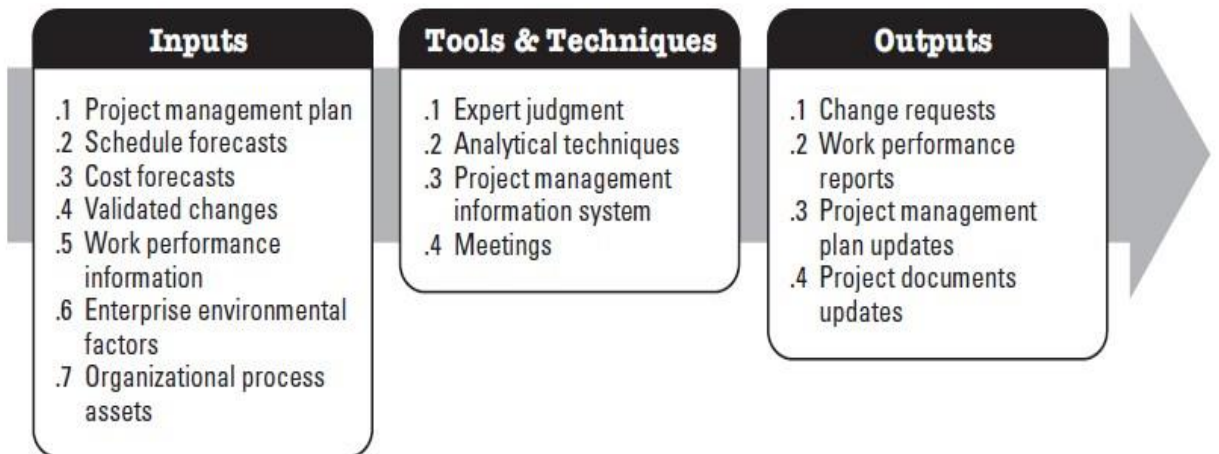 Inputs
.1 Project management plan
.2 Schedule forecasts
.3 Cost forecasts
.4 Validated changes
.5 Work performance
information
.6 Enterprise environmental
factors
.7 Organizational process
assets
Tools & Techniques
.1 Expert judgment
.2 Analytical techniques
.3 Project management
information system
.4 Meetings
Outputs
.1 Change requests
.2 Work performance
reports
.3 Project management
plan updates
.4 Project documents
updates